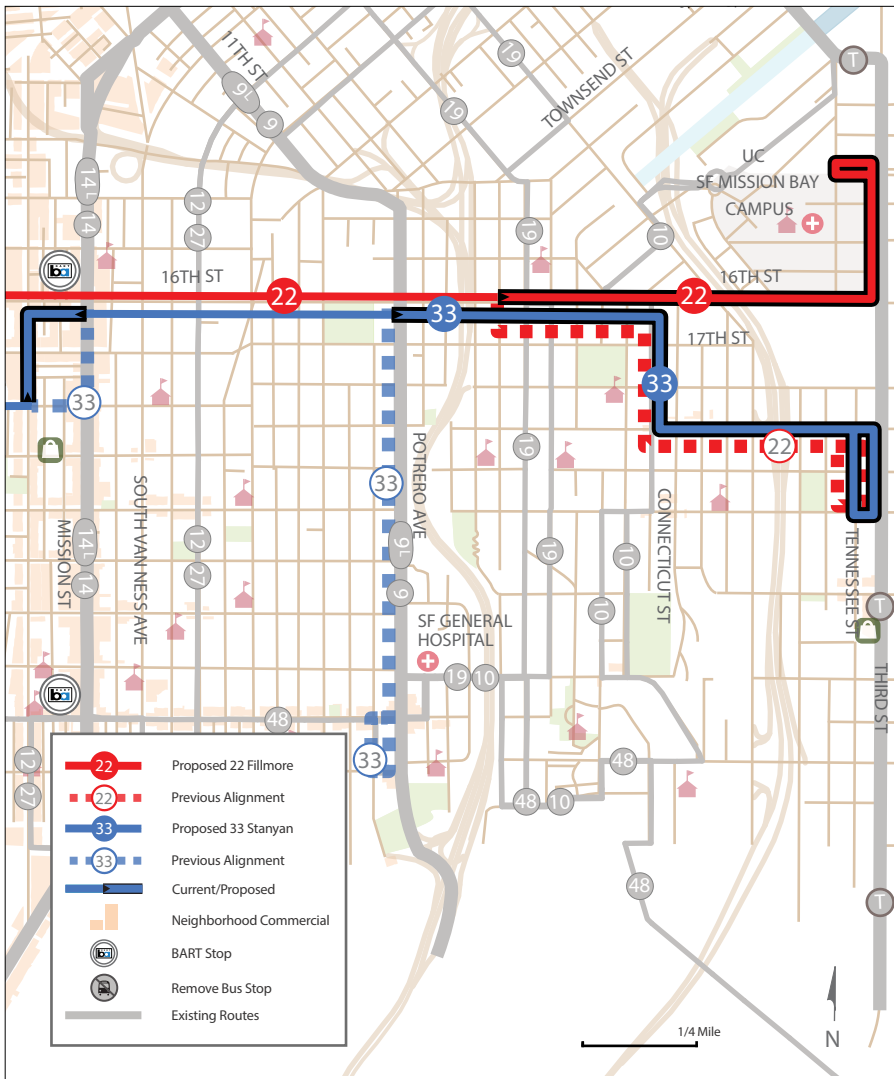 11TH ST
19
19
T
9L
9
TOWNSEND ST
UC
SF MISSION BAY
CAMPUS
14L
14
12
27
19
10
ba
16TH ST
22
22
16TH ST
33
17TH ST
33
33
22
33
19
POTRERO AVE
SOUTH VAN NESS AVE
MISSION ST
CONNECTICUT ST
TENNESSEE ST
THIRD ST
14L
14
12
27
9L
9
19
10
10
T
SF GENERAL
HOSPITAL
19
10
ba
48
33
12
27
48
48
10
48
T
22
Proposed 22 Fillmore
22
Previous Alignment
33
Proposed 33 Stanyan
33
Previous Alignment
Current/Proposed
Neighborhood Commercial
ba
BART Stop
Remove Bus Stop
Existing Routes
1/4 Mile
N